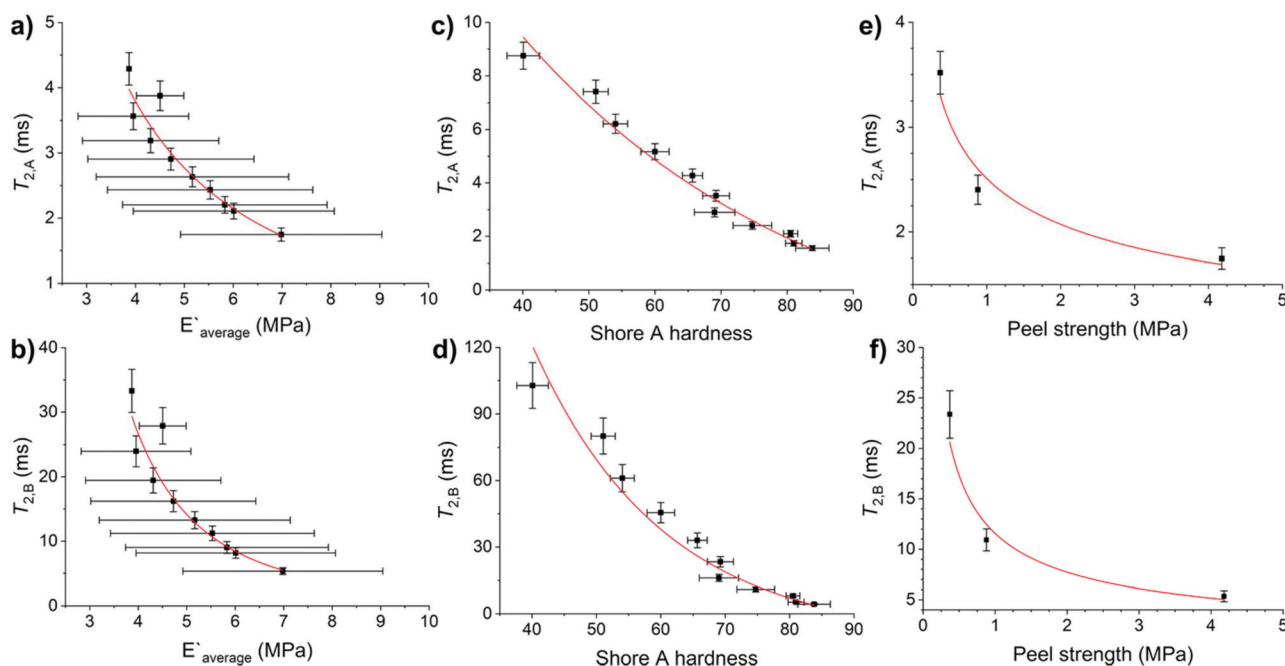 a)
5
4
3
2
1
T2,A (ms)
3 4 5 6 7 8 9 10
E`average (MPa)
c)
10
8
6
4
2
0
T2,A (ms)
40 50 60 70 80 90
Shore A hardness
e)
4
3
2
T2,A (ms)
0 1 2 3 4 5
Peel strength (MPa)
b)
40
30
20
10
0
T2,B (ms)
3 4 5 6 7 8 9 10
E`average (MPa)
d)
120
90
60
30
0
T2,B (ms)
40 50 60 70 80 90
Shore A hardness
f)
30
25
20
15
10
5
T2,B (ms)
0 1 2 3 4 5
Peel strength (MPa)